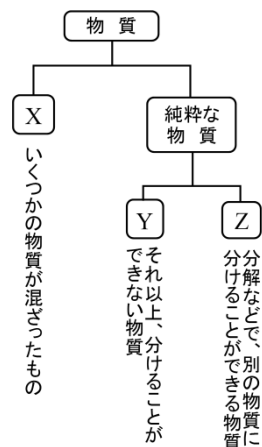 物 質
X
純粋な
物 質
いくつかの物質が混ざったもの
Y
Z
それ以上、分けることが
できない物質
分解などで、別の物質に
分けることができる物質